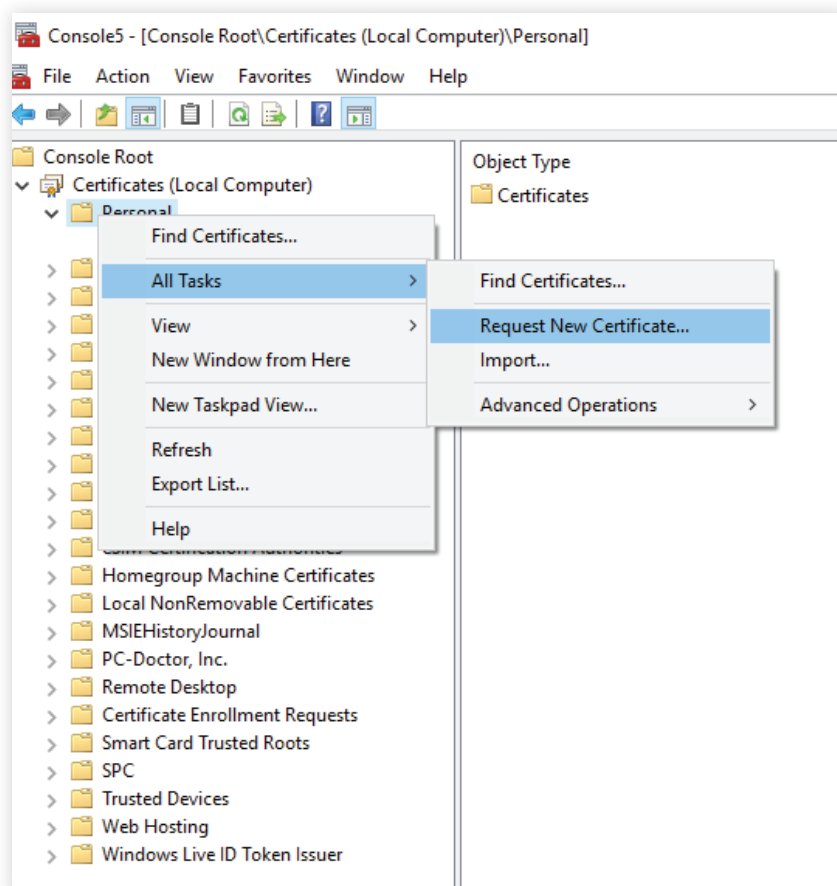 Console5 - [Console Root\Certificates (Local Computer)\Personal]
File Action View Favorites Window Help
Console Root
Certificates (Local Computer)
Personal
Find Certificates...
All Tasks
View
New Window from Here
New Taskpad View...
Refresh
Export List...
Help
Find Certificates...
Request New Certificate...
Import...
Advanced Operations
Homegroup Machine Certificates
Local NonRemovable Certificates
MSIEHistoryJournal
PC-Doctor, Inc.
Remote Desktop
Certificate Enrollment Requests
Smart Card Trusted Roots
SPC
Trusted Devices
Web Hosting
Windows Live ID Token Issuer
Object Type
Certificates